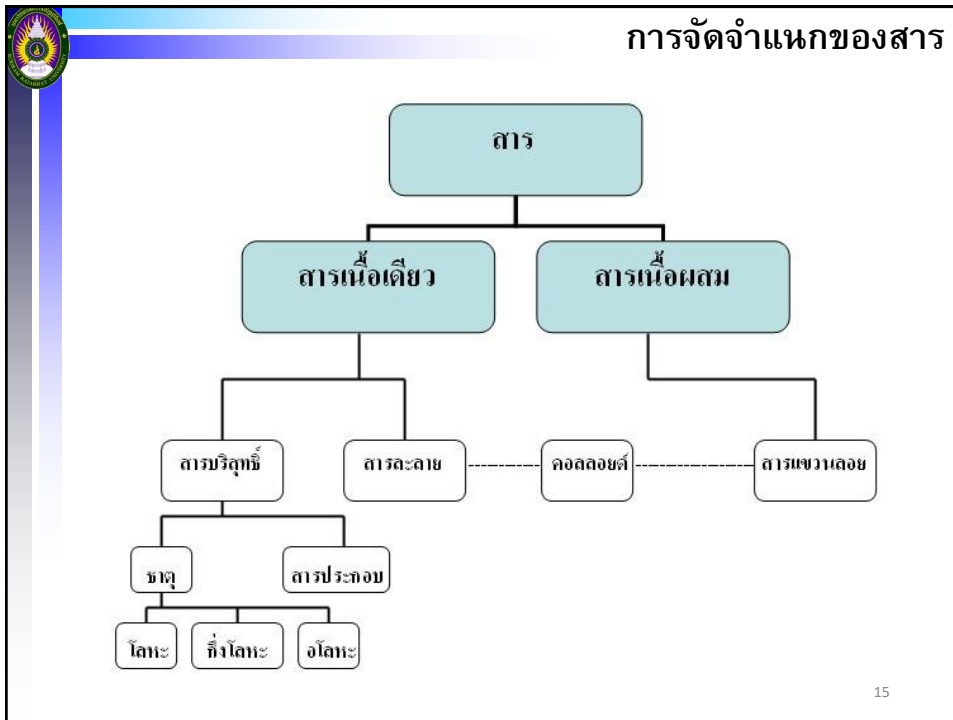 การจัดจำแนกของสาร
สาร
สารเนื้อเดียว
สารเนื้อผสม
สารบริสุทธิ์
สารละลาย
คอลลอยด์
สารแขวนลอย
ธาตุ
สารประกอบ
โลหะ
กึ่งโลหะ
อโลหะ
15